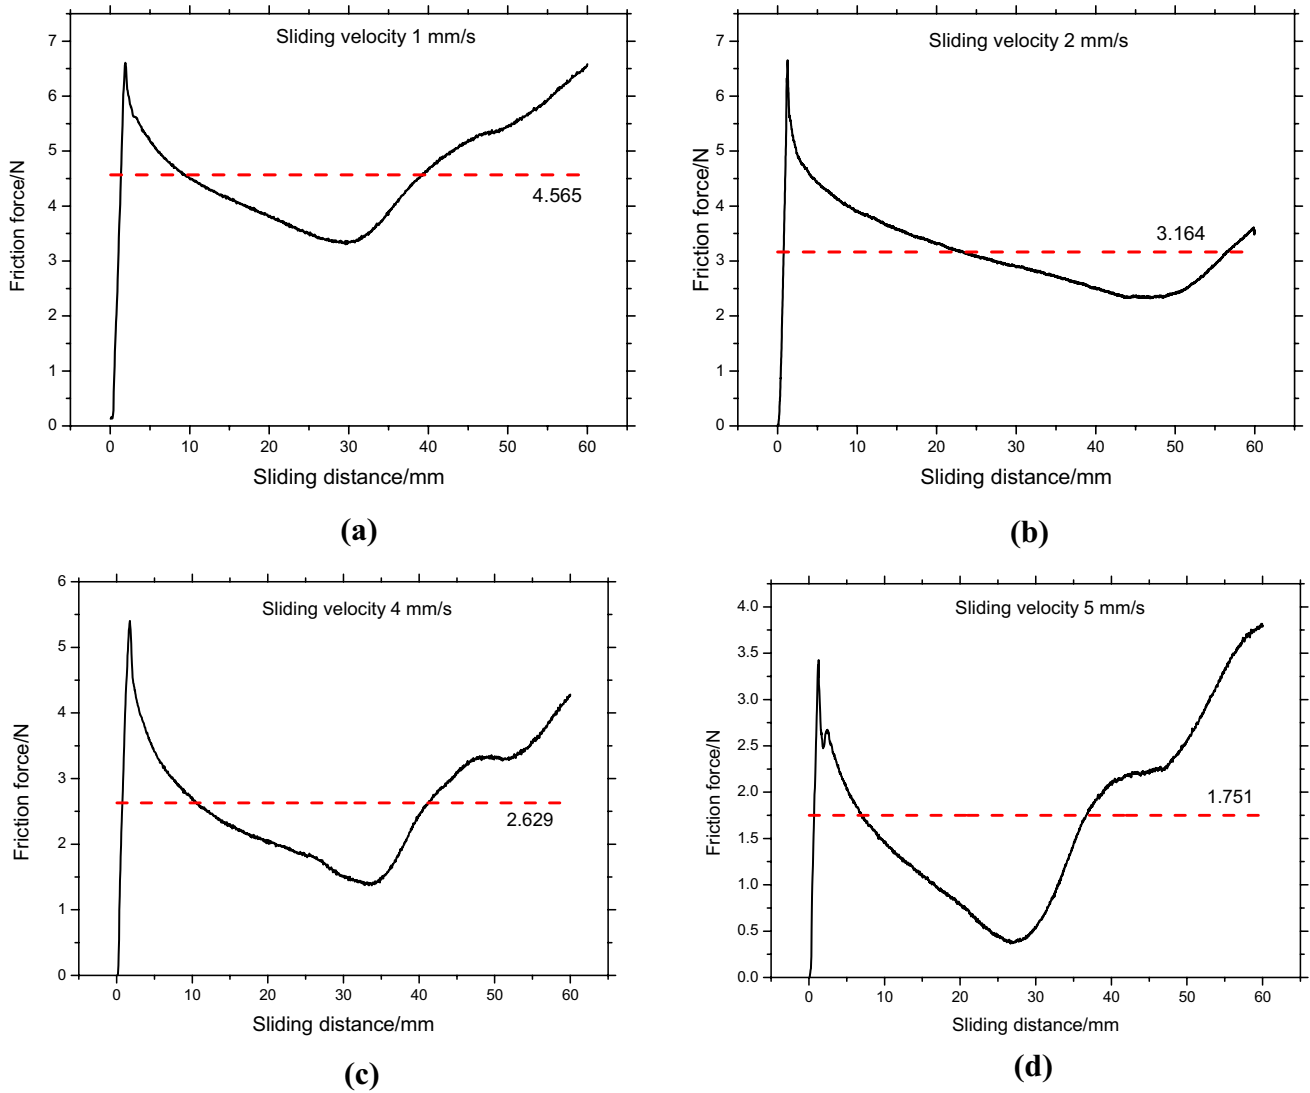 Sliding velocity 1 mm/s
7
6
5
4
3
2
1
0
Friction force/N
4.565
0 10 20 30 40 50 60
Sliding distance/mm
(a)
Sliding velocity 2 mm/s
7
6
5
4
3
2
1
0
Friction force/N
3.164
0 10 20 30 40 50 60
Sliding distance/mm
(b)
Sliding velocity 4 mm/s
6
5
4
3
2
1
0
Friction force/N
2.629
0 10 20 30 40 50 60
Sliding distance/mm
(c)
Sliding velocity 5 mm/s
4.0
3.5
3.0
2.5
2.0
1.5
1.0
0.5
0.0
Friction force/N
1.751
0 10 20 30 40 50 60
Sliding distance/mm
(d)